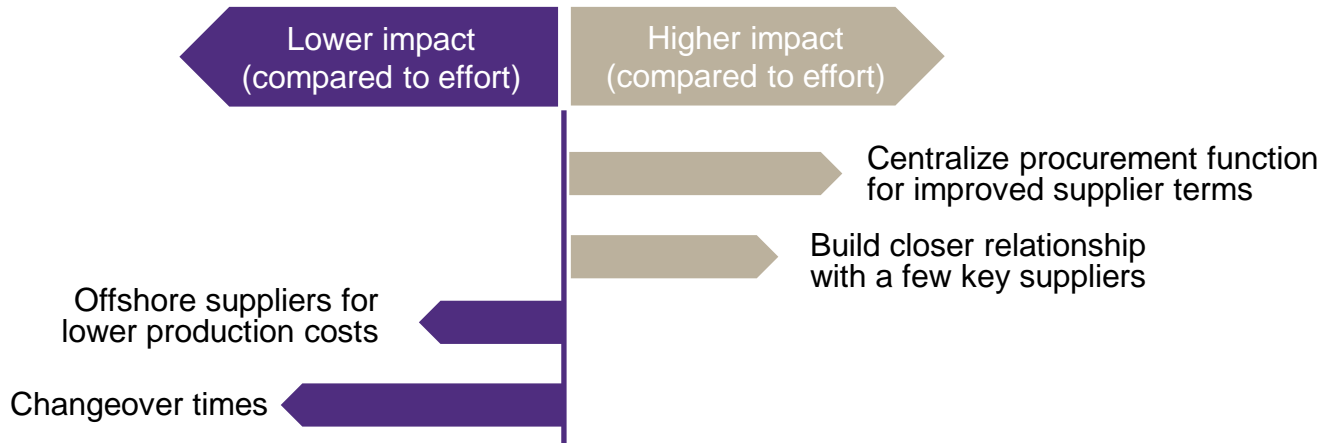 Lower impact
(compared to effort)
Higher impact
(compared to effort)
Centralize procurement function
for improved supplier terms
Build closer relationship
with a few key suppliers
Offshore suppliers for
lower production costs
Changeover times